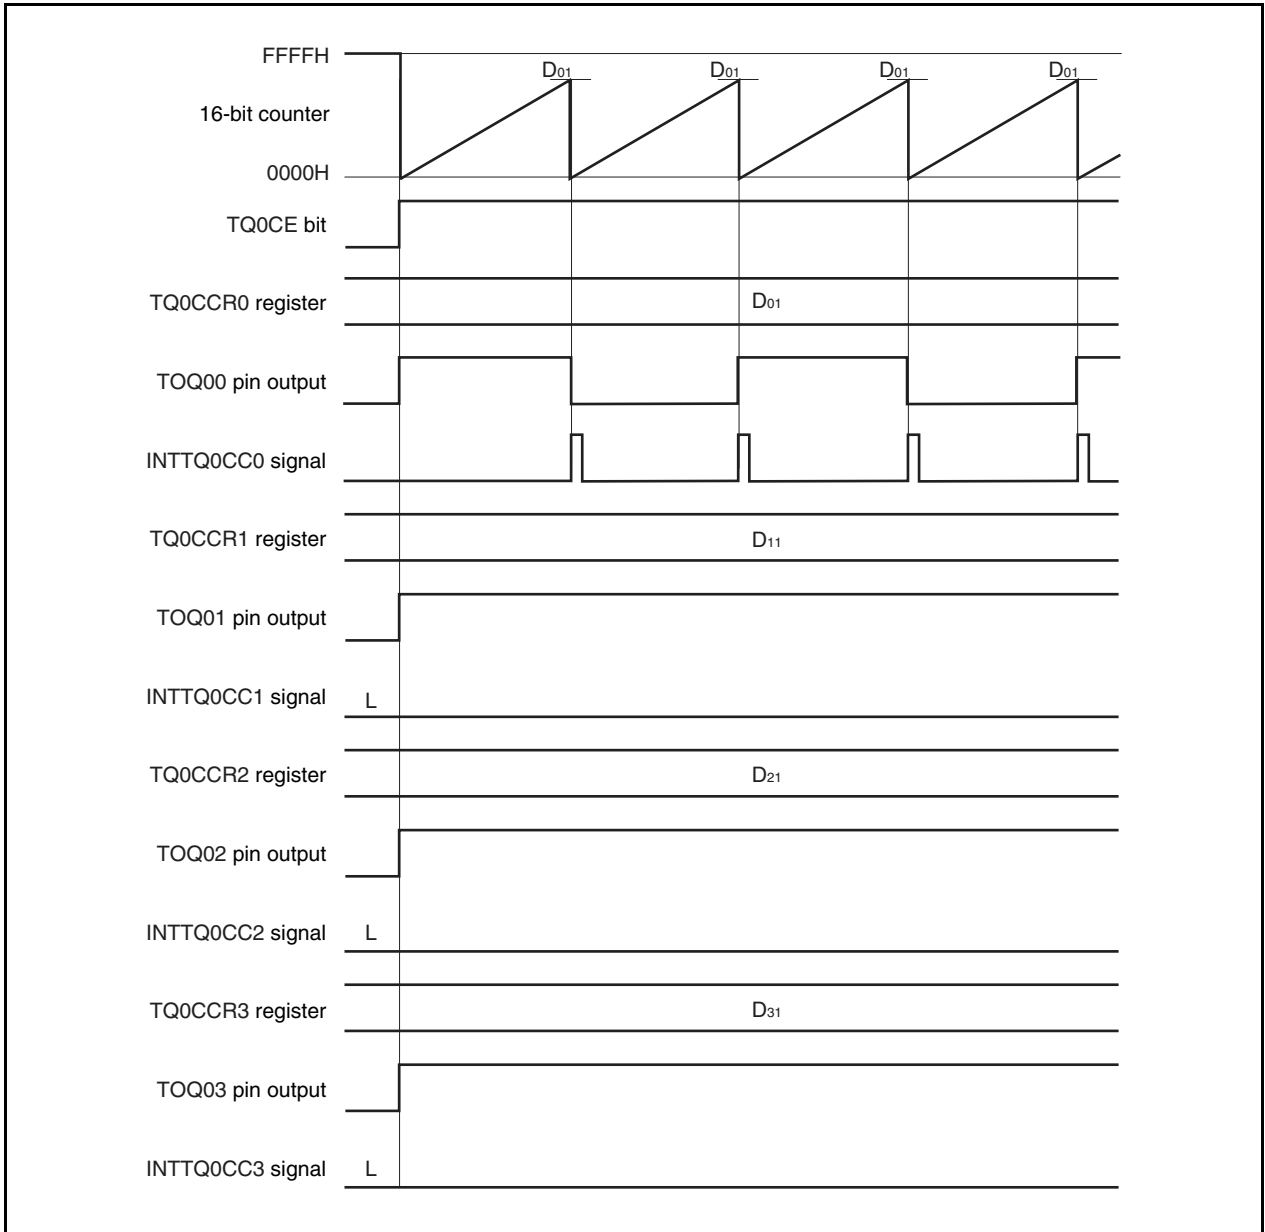 FFFFH
D01 D01 D01 D01
16-bit counter
0000H
TQ0CE bit
TQ0CCR0 register D01
TOQ00 pin output
INTTQ0CC0 signal
TQ0CCR1 register D11
TOQ01 pin output
INTTQ0CC1 signal L
TQ0CCR2 register D21
TOQ02 pin output
INTTQ0CC2 signal L
TQ0CCR3 register D31
TOQ03 pin output
INTTQ0CC3 signal L